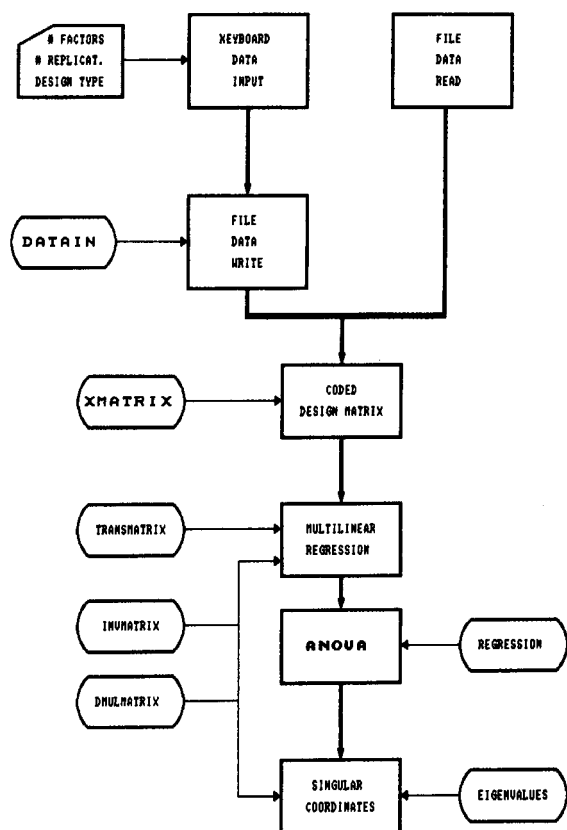 # FACTORS
# REPLICAT.
DESIGN TYPE
KEYBOARD
DATA
INPUT
FILE
DATA
READ
DATAIN
FILE
DATA
WRITE
XMATRIX
CODED
DESIGN MATRIX
TRANSMATRIX
MULTILINEAR
REGRESSION
INVMATRIX
ANOVA
REGRESSION
DMULMATRIX
SINGULAR
COORDINATES
EIGENVALUES